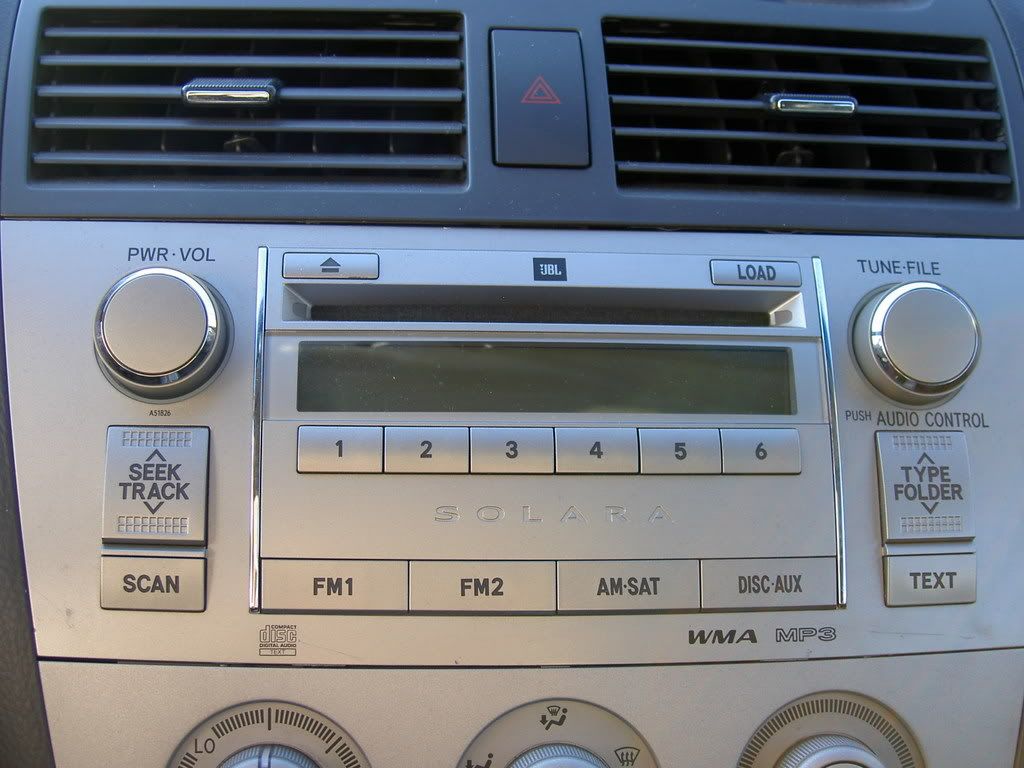 PWR·VOL
JBL
LOAD
TUNE·FILE
A51826
PUSH AUDIO CONTROL
SEEK
TRACK
1 2 3 4 5 6
TYPE
FOLDER
SOLARA
SCAN
FM1 FM2 AM·SAT DISC·AUX
TEXT
COMPACT
disc
DIGITAL AUDIO
TEXT
WMA MP3
LO